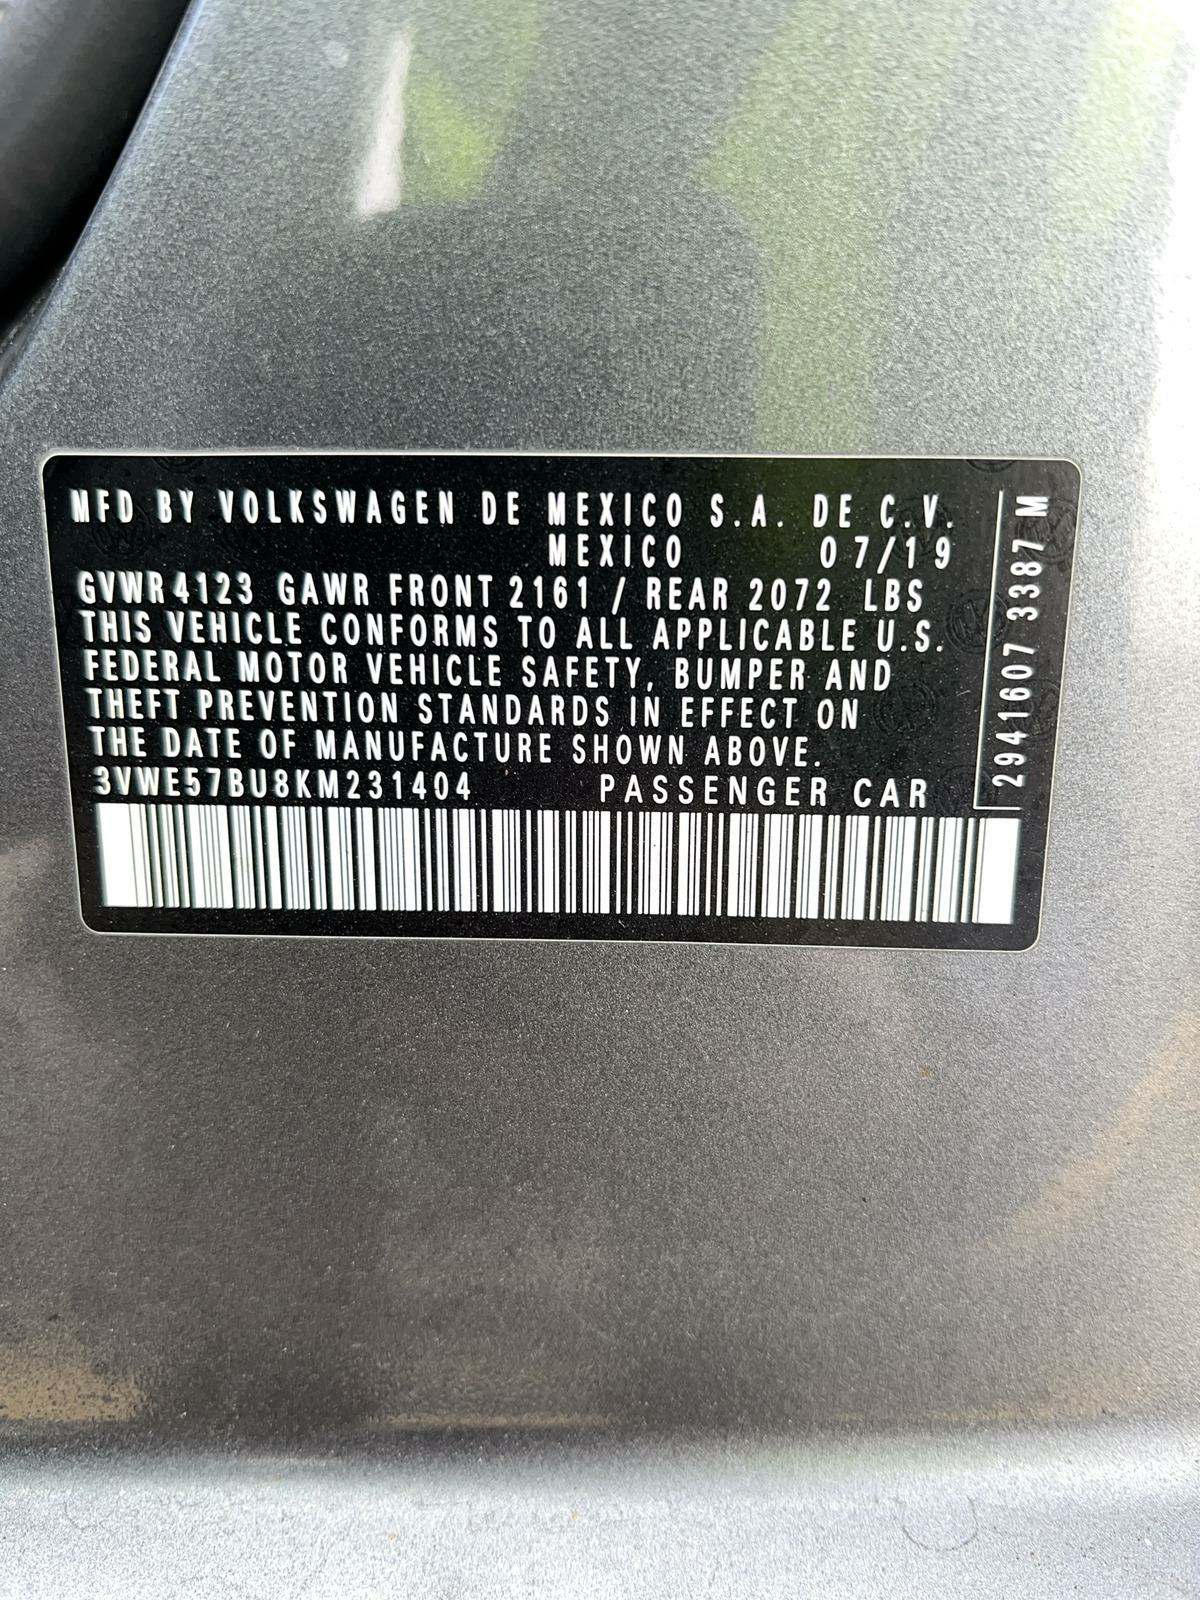 MFD BY VOLKSWAGEN DE MEXICO S.A. DE C.V.
MEXICO 07/19
GVWR 4123 GAWR FRONT 2161 / REAR 2072 LBS
THIS VEHICLE CONFORMS TO ALL APPLICABLE U.S.
FEDERAL MOTOR VEHICLE SAFETY, BUMPER AND
THEFT PREVENTION STANDARDS IN EFFECT ON
THE DATE OF MANUFACTURE SHOWN ABOVE.
3VWE57BU8KM231404 PASSENGER CAR
2941607 3387 M